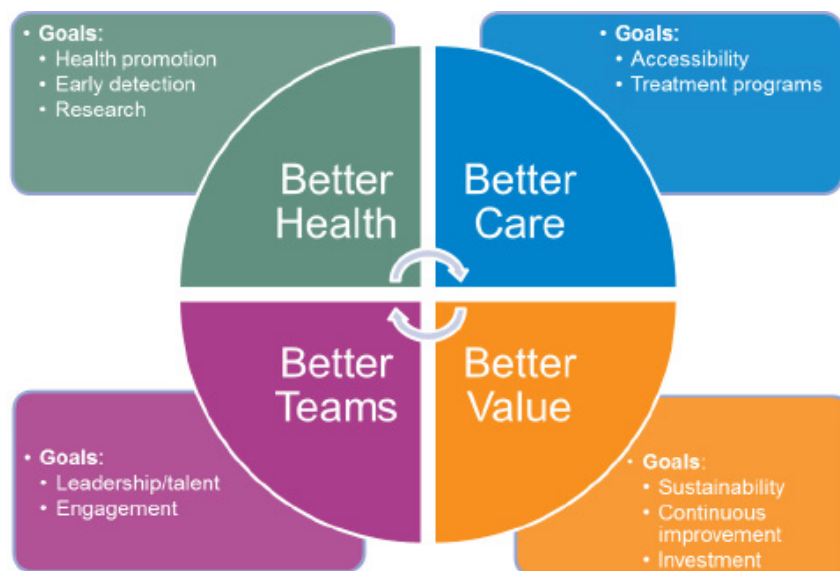 • Goals:
• Health promotion
• Early detection
• Research
• Goals:
• Accessibility
• Treatment programs
Better
Health
Better
Care
Better
Teams
Better
Value
• Goals:
• Leadership/talent
• Engagement
• Goals:
• Sustainability
• Continuous
improvement
• Investment